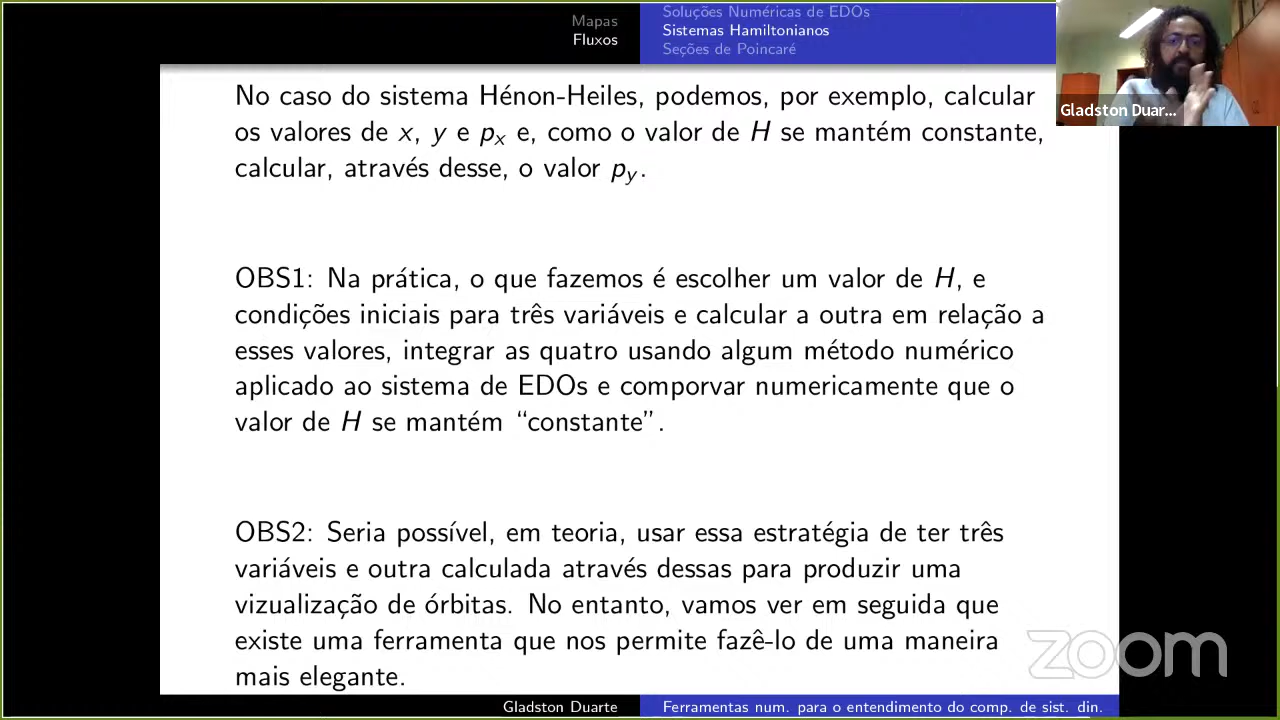 Mapas
Fluxos
Soluções Numéricas de EDOs
Sistemas Hamiltonianos
Seções de Poincaré
Gladston Duar...
No caso do sistema Hénon-Heiles, podemos, por exemplo, calcular
os valores de x, y e pₓ e, como o valor de H se mantém constante,
calcular, através desse, o valor p_y.
OBS1: Na prática, o que fazemos é escolher um valor de H, e
condições iniciais para três variáveis e calcular a outra em relação a
esses valores, integrar as quatro usando algum método numérico
aplicado ao sistema de EDOs e comporvar numericamente que o
valor de H se mantém “constante”.
OBS2: Seria possível, em teoria, usar essa estratégia de ter três
variáveis e outra calculada através dessas para produzir uma
vizualização de órbitas. No entanto, vamos ver em seguida que
existe uma ferramenta que nos permite fazê-lo de uma maneira
mais elegante.
zoom
Gladston Duarte
Ferramentas num. para o entendimento do comp. de sist. din.